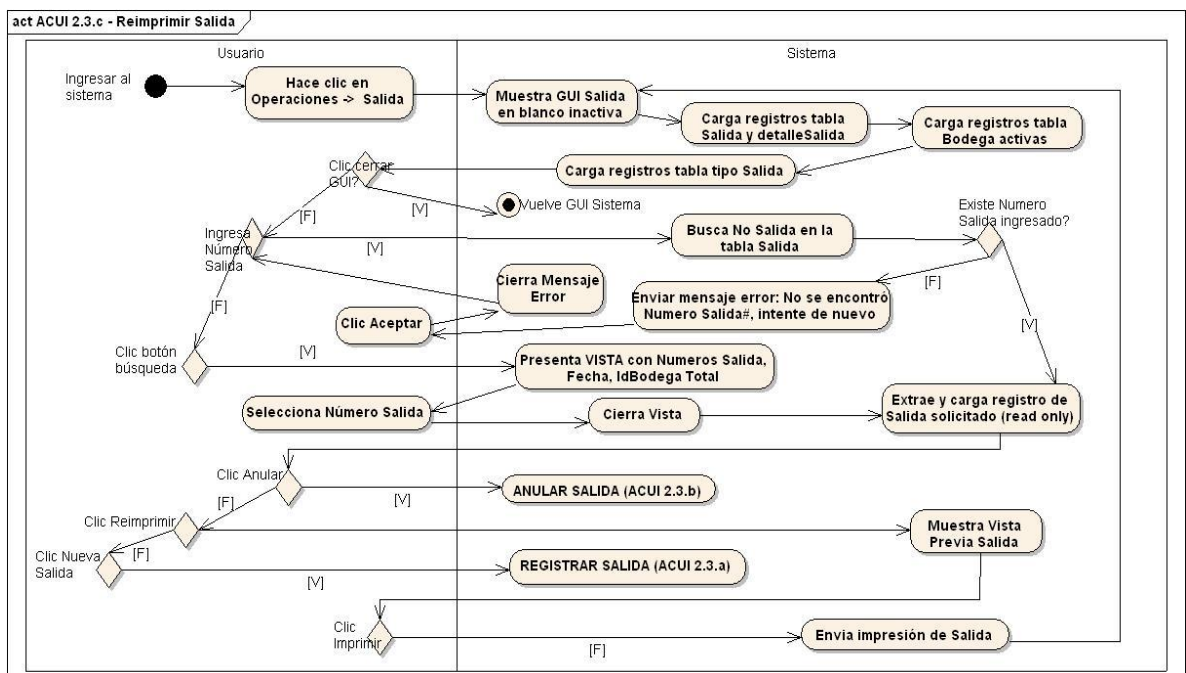 act ACUI 2.3.c - Reimprimir Salida
Usuario
Sistema
Ingresar al
sistema
Hace clic en
Operaciones -> Salida
Muestra GUI Salida
en blanco inactiva
Carga registros tabla
Salida y detalleSalida
Carga registros tabla
Bodega activas
Clic cerrar
GUI?
Carga registros tabla tipo Salida
[F]
[V]
Vuelve GUI Sistema
Existe Numero
Salida ingresado?
Ingresa
Número
Salida
[V]
Busca No Salida en la
tabla Salida
[F]
Cierra Mensaje
Error
[F]
Enviar mensaje error: No se encontró
Numero Salida#, intente de nuevo
Clic Aceptar
[V]
Clic botón
búsqueda
[V]
Presenta VISTA con Numeros Salida,
Fecha, IdBodega Total
Selecciona Número Salida
Cierra Vista
Extrae y carga registro de
Salida solicitado (read only)
Clic Anular
[F]
[V]
ANULAR SALIDA (ACUI 2.3.b)
Clic Reimprimir
Muestra Vista
Previa Salida
Clic Nueva
Salida
[F]
[V]
REGISTRAR SALIDA (ACUI 2.3.a)
Clic
Imprimir
[F]
Envia impresión de Salida